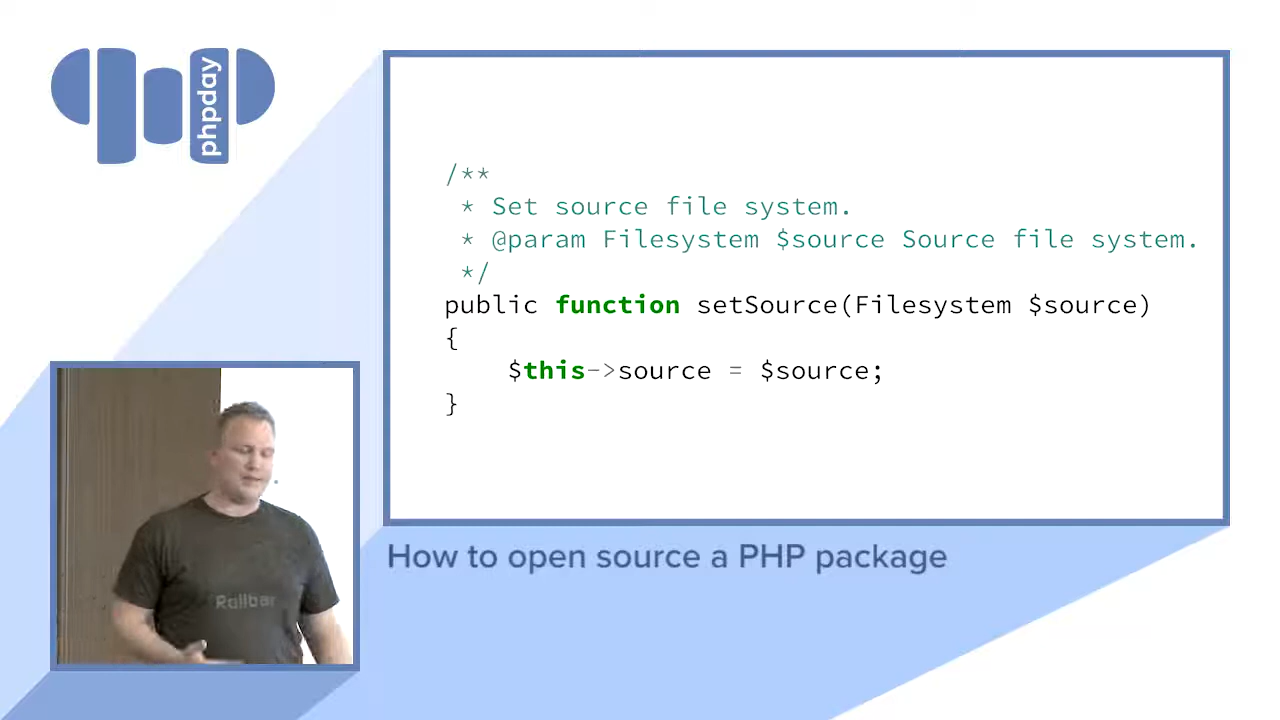 phpday
/**
 * Set source file system.
 * @param Filesystem $source Source file system.
 */
public function setSource(Filesystem $source)
{
    $this->source = $source;
}
How to open source a PHP package
Rollbar